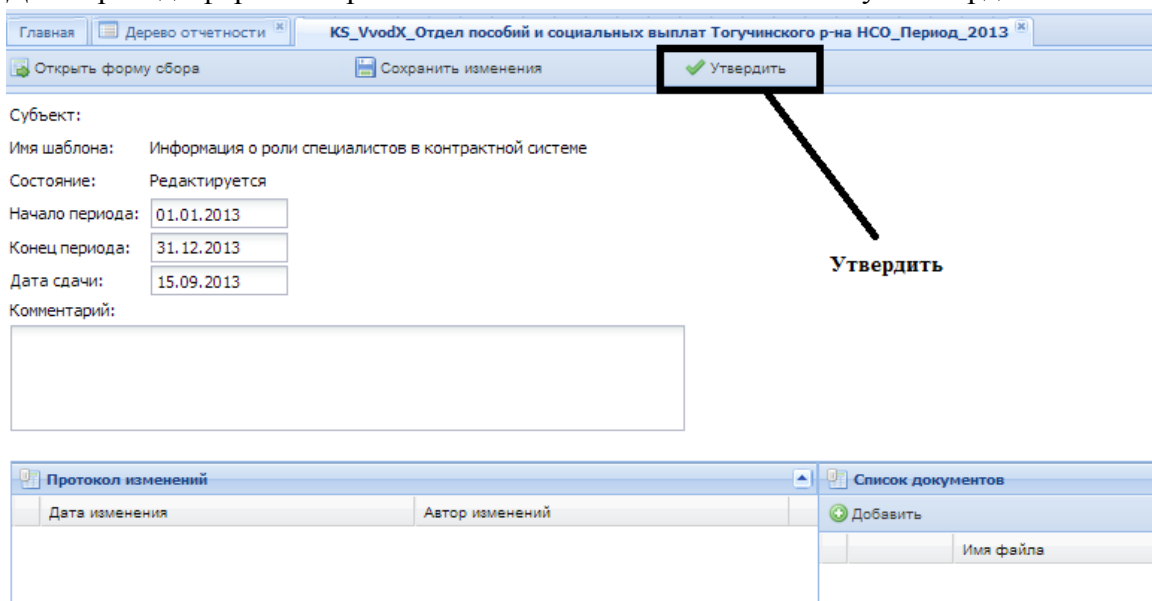 Главная Дерево отчетности KS_VvodX_Отдел пособий и социальных выплат Тогучинского р-на НСО_Период_2013
Открыть форму сбора Сохранить изменения Утвердить
Субъект:
Имя шаблона: Информация о роли специалистов в контрактной системе
Состояние: Редактируется
Начало периода: 01.01.2013
Конец периода: 31.12.2013
Утвердить
Дата сдачи: 15.09.2013
Комментарий:
Протокол изменений Список документов
Дата изменения Автор изменений Добавить
Имя файла